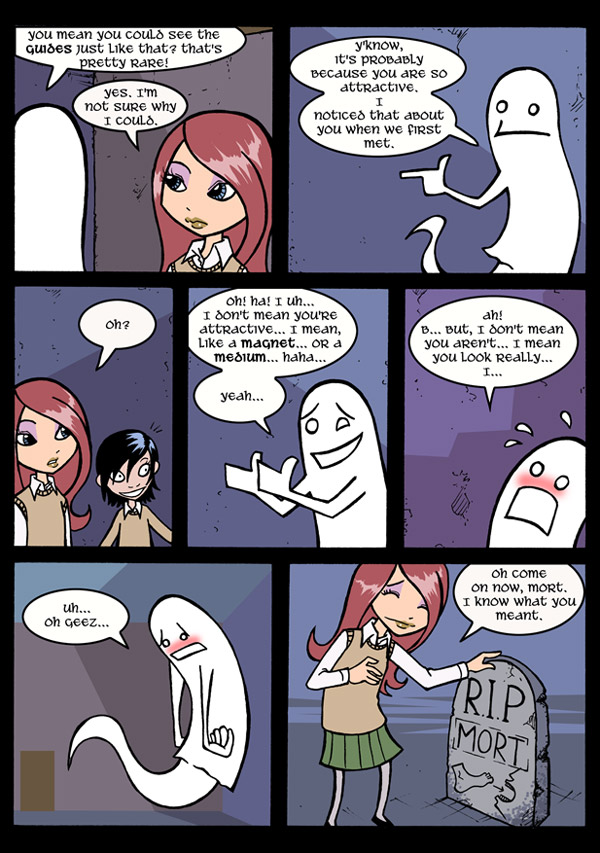 you mean you could see the
guides just like that? that's
pretty rare!
yes. I'm
not sure why
I could.
y'know,
it's probably
because you are so
attractive.
I
noticed that about
you when we first
met.
oh?
oh! ha! I uh...
I don't mean you're
attractive... I mean,
like a magnet... or a
medium... haha...
yeah...
ah!
b... but, I don't mean
you aren't... I mean
you look really...
I...
uh...
oh geez...
oh come
on now, mort.
I know what you
meant.
R.I.P
MORT